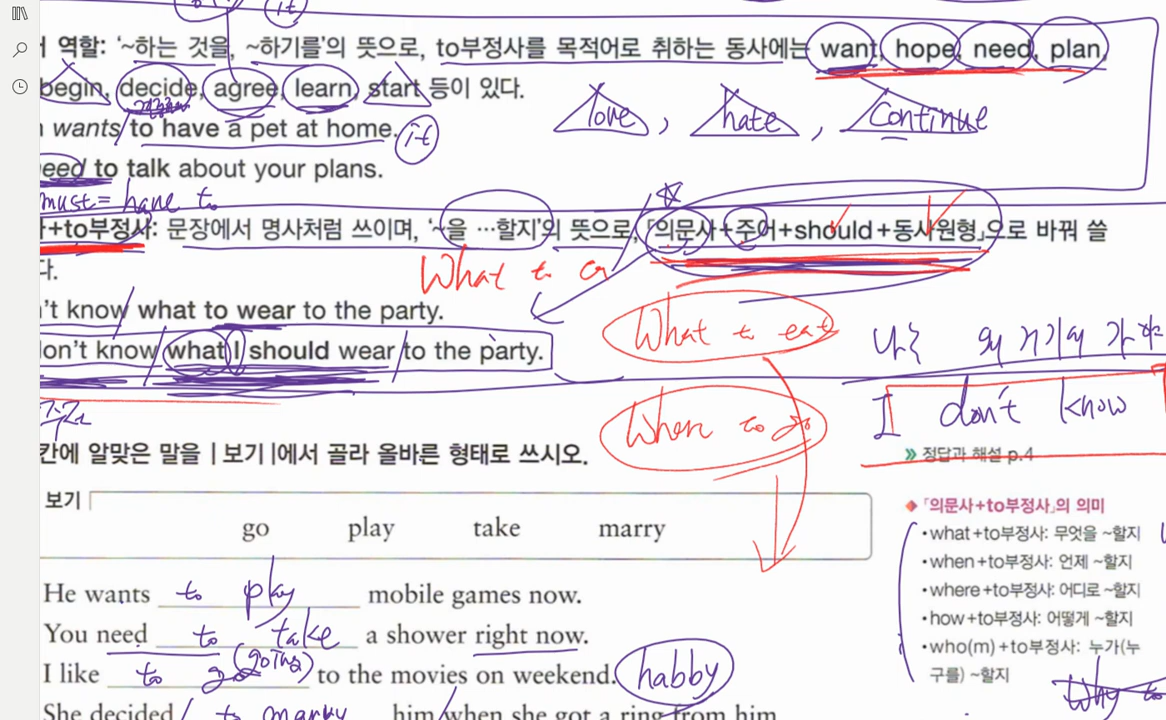 it
역할: '~하는 것을, ~하기를'의 뜻으로, to부정사를 목적어로 취하는 동사에는 want, hope, need, plan,
begin, decide, agree, learn, start 등이 있다.
love, hate, continue
wants to have a pet at home. it
eed to talk about your plans.
must = have to
+to부정사: 문장에서 명사처럼 쓰이며, '~을 …할지'의 뜻으로, 「의문사+주어+should+동사원형」으로 바꿔 쓸
다.
What to
't know what to wear to the party.
What to eat
on't know what I should wear to the party.
Where to go
I don't know
칸에 알맞은 말을 | 보기 |에서 골라 올바른 형태로 쓰시오.
정답과 해설 p.4
보기
go play take marry
「의문사+to부정사」의 의미
• what+to부정사: 무엇을 ~할지
• when+to부정사: 언제 ~할지
• where+to부정사: 어디로 ~할지
• how+to부정사: 어떻게 ~할지
• who(m)+to부정사: 누가(누
구를) ~할지
Why to
He wants to play mobile games now.
You need to take a shower right now.
I like to go (going) to the movies on weekend. habby
She decided to marry him when she got a ring from him